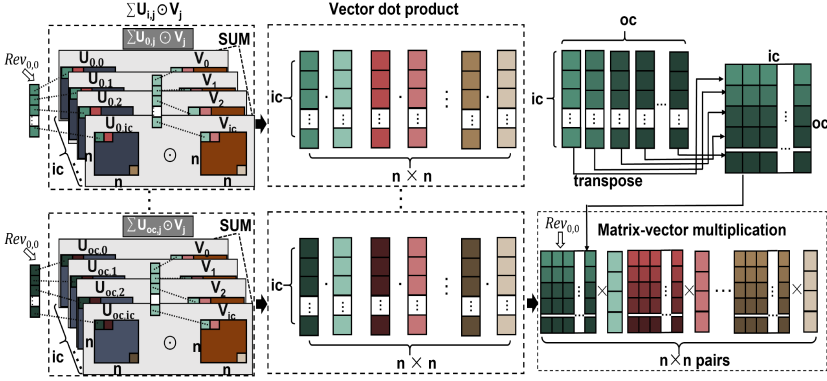 ∑U_{i,j} ⊙ V_j
Vector dot product
∑U_{0,j} ⊙ V_j
SUM
Rev_{0,0}
U_{0,0}
V_0
U_{0,1}
V_1
U_{0,2}
V_2
U_{0,ic}
V_{ic}
n
n
n
⊙
ic
ic
n × n
oc
ic
transpose
ic
oc
∑U_{oc,j} ⊙ V_j
SUM
Rev_{0,0}
U_{oc,0}
V_0
U_{oc,1}
V_1
U_{oc,2}
V_2
U_{oc,ic}
V_{ic}
n
n
n
⊙
ic
ic
n × n
Rev_{0,0}
Matrix-vector multiplication
× × ×
n × n pairs